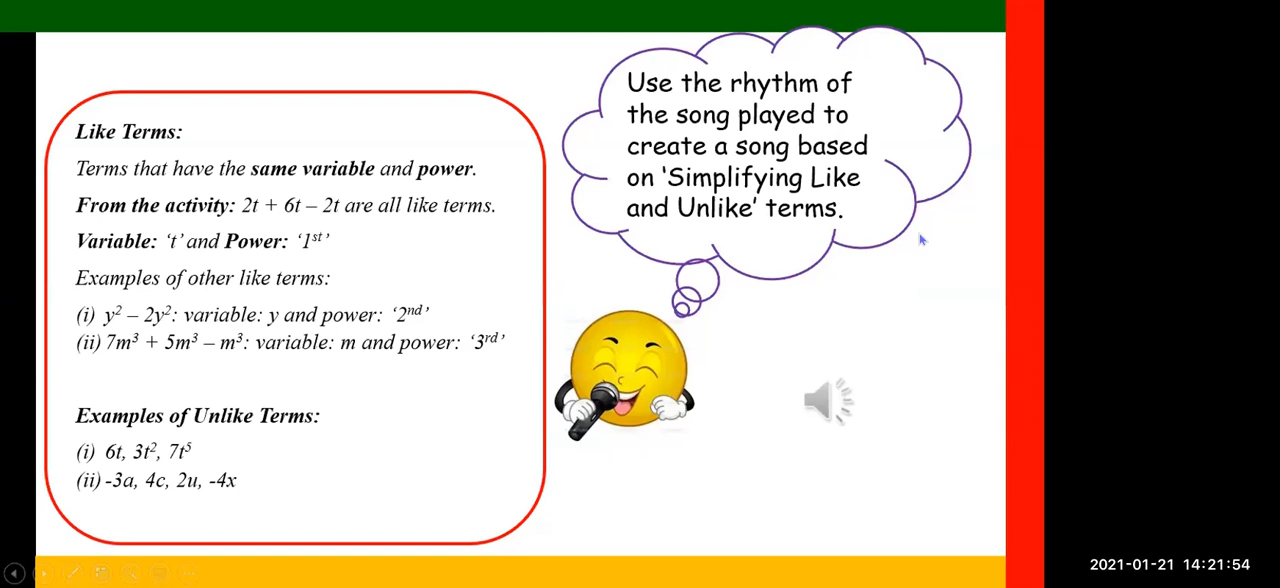 Like Terms:
Terms that have the same variable and power.
From the activity: 2t + 6t – 2t are all like terms.
Variable: ‘t’ and Power: ‘1ˢᵗ’
Examples of other like terms:
(i) y² – 2y²: variable: y and power: ‘2ⁿᵈ’
(ii) 7m³ + 5m³ – m³: variable: m and power: ‘3ʳᵈ’
Examples of Unlike Terms:
(i) 6t, 3t², 7t⁵
(ii) -3a, 4c, 2u, -4x
Use the rhythm of
the song played to
create a song based
on ‘Simplifying Like
and Unlike’ terms.
2021-01-21 14:21:54